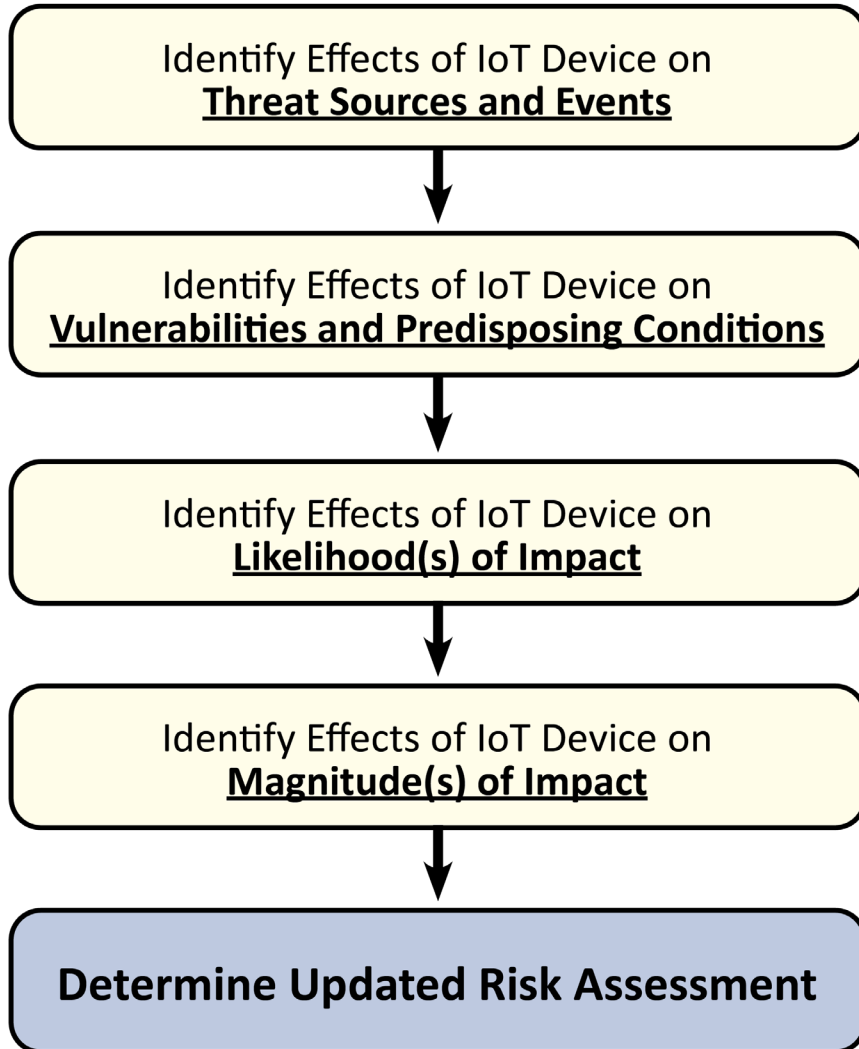 Identify Effects of IoT Device on
Threat Sources and Events
Identify Effects of IoT Device on
Vulnerabilities and Predisposing Conditions
Identify Effects of IoT Device on
Likelihood(s) of Impact
Identify Effects of IoT Device on
Magnitude(s) of Impact
Determine Updated Risk Assessment